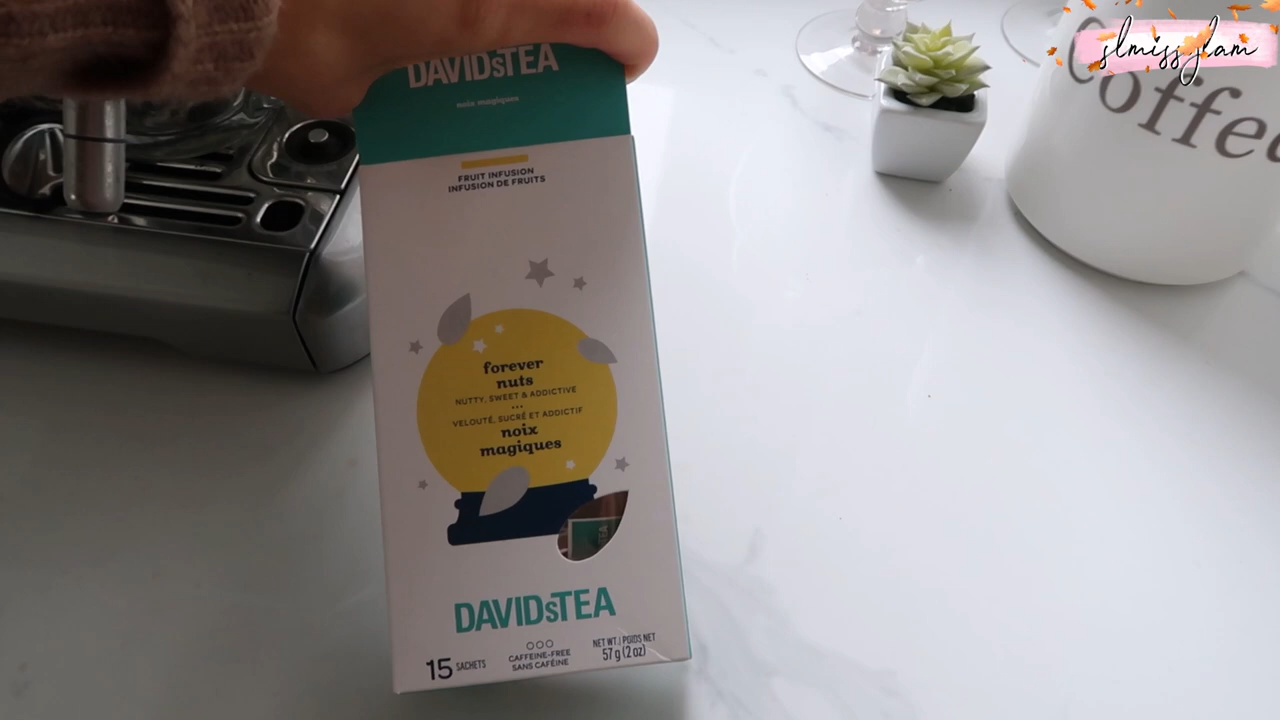 DAVIDsTEA
noix magiques
FRUIT INFUSION
INFUSION DE FRUITS
forever
nuts
NUTTY, SWEET & ADDICTIVE
VELOUTÉ, SUCRÉ ET ADDICTIF
noix
magiques
TEA
DAVIDsTEA
15 SACHETS
CAFFEINE-FREE
SANS CAFÉINE
NET WT. / POIDS NET
57 g (2 oz)
slmissglam
Coffee